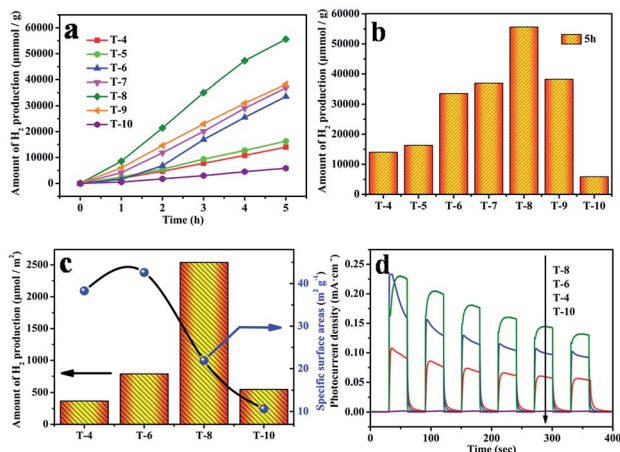 a
Amount of H2 production (μmmol / g)
60000
50000
40000
30000
20000
10000
0
T-4
T-5
T-6
T-7
T-8
T-9
T-10
0 1 2 3 4 5
Time (h)
b
Amount of H2 production (μmmol / g)
60000
50000
40000
30000
20000
10000
0
5h
T-4 T-5 T-6 T-7 T-8 T-9 T-10
c
Amount of H2 production (μmol / m2)
2500
2000
1500
1000
500
0
40
30
20
10
Specific surface areas (m2 g-1)
T-4 T-6 T-8 T-10
d
Photocurrent density (mA·cm-2)
0.25
0.20
0.15
0.10
0.05
0.00
T-8
T-6
T-4
T-10
0 100 200 300 400
Time (sec)